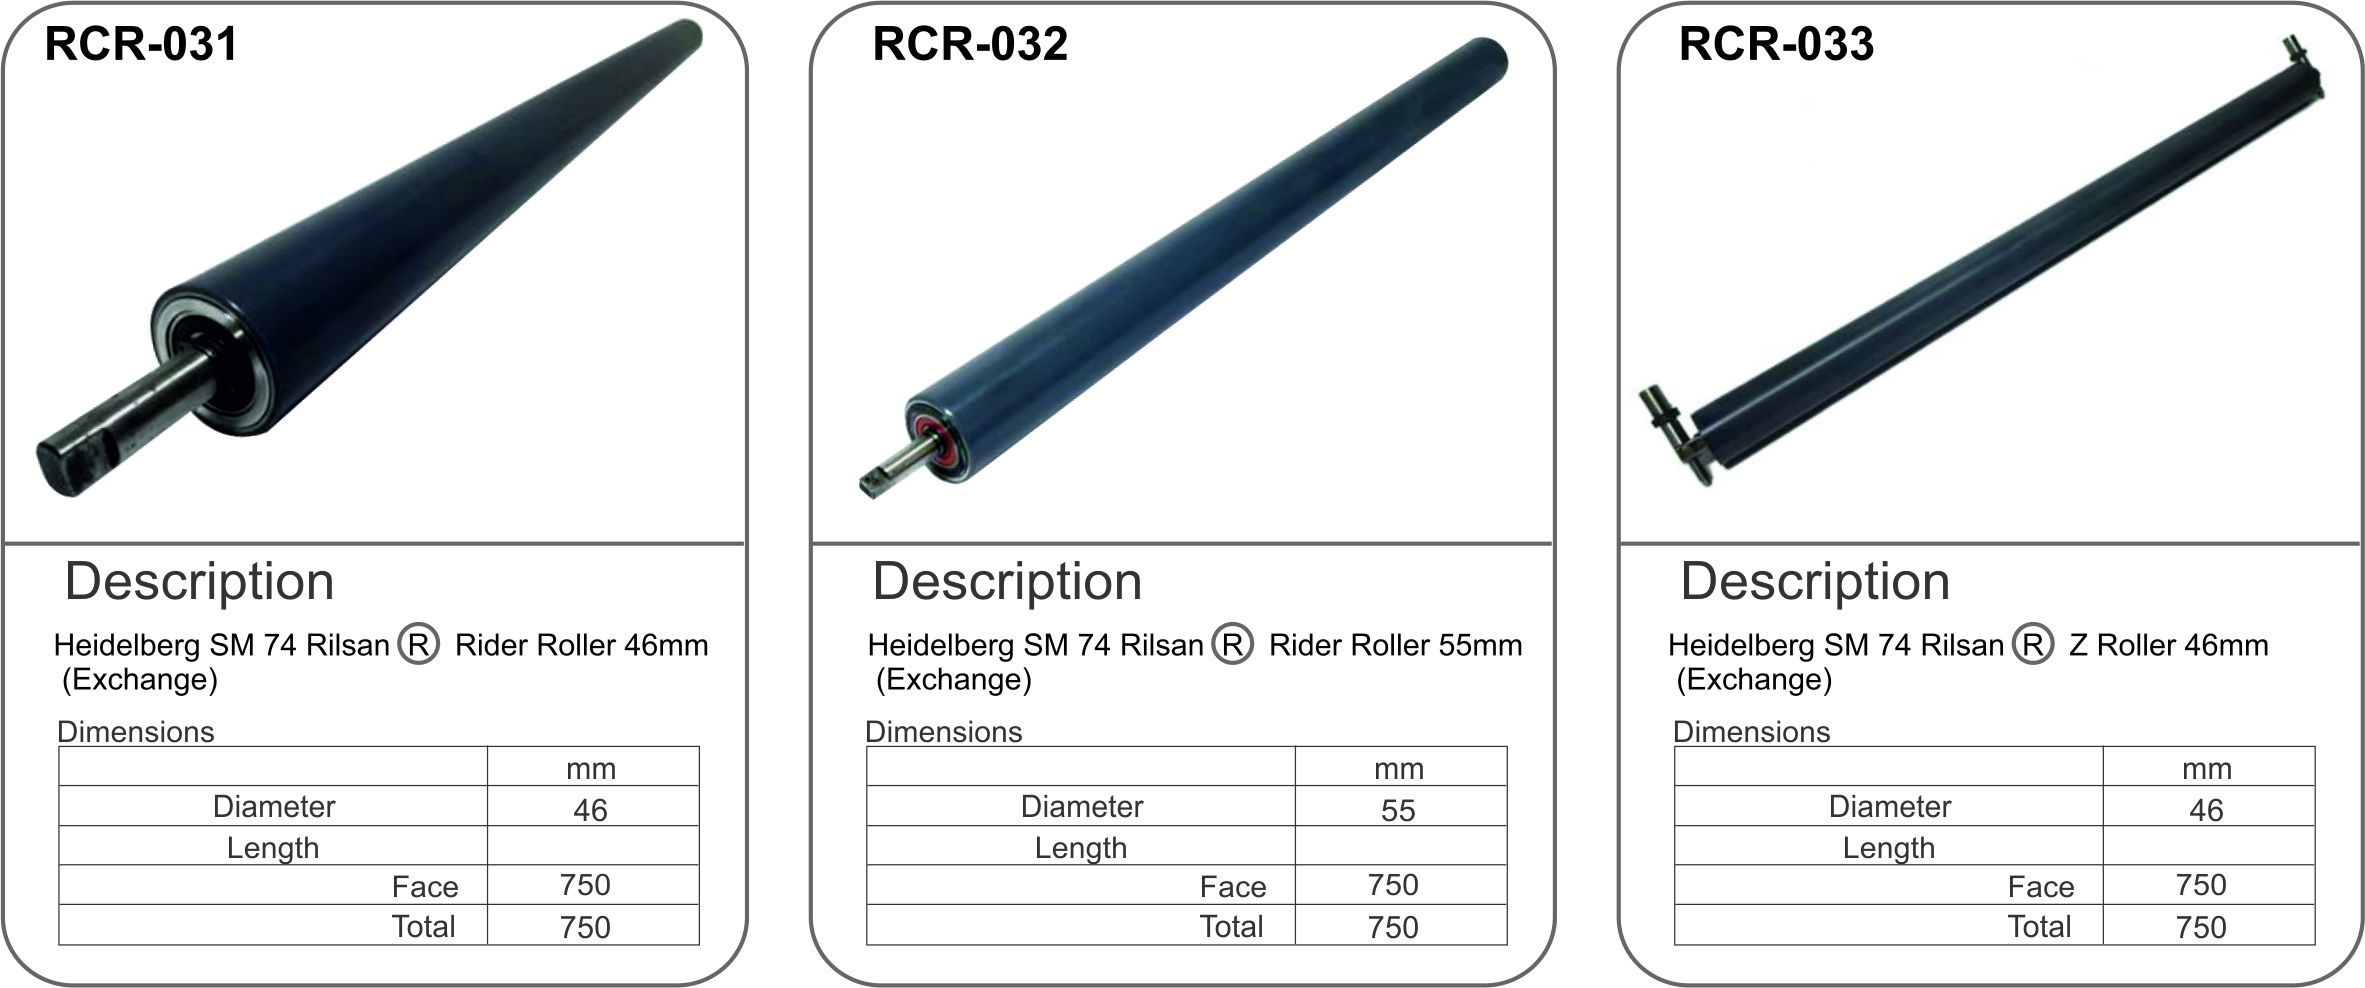 RCR-031
Description
Heidelberg SM 74 Rilsan ® Rider Roller 46mm
(Exchange)
Dimensions
mm
Diameter 46
Length
Face 750
Total 750
RCR-032
Description
Heidelberg SM 74 Rilsan ® Rider Roller 55mm
(Exchange)
Dimensions
mm
Diameter 55
Length
Face 750
Total 750
RCR-033
Description
Heidelberg SM 74 Rilsan ® Z Roller 46mm
(Exchange)
Dimensions
mm
Diameter 46
Length
Face 750
Total 750